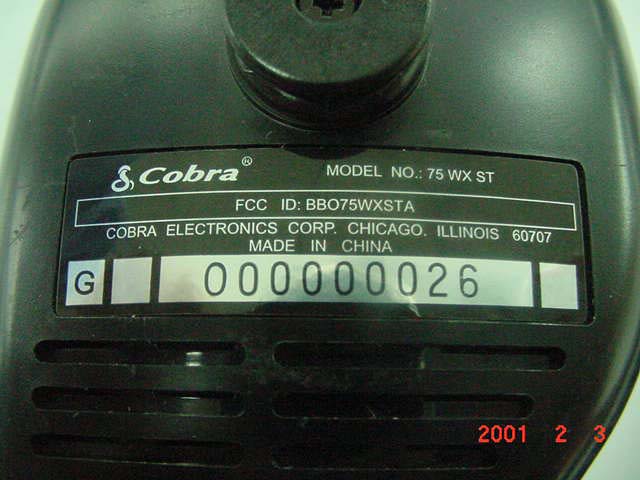 Cobra® MODEL NO.: 75 WX ST
FCC ID: BBO75WXSTA
COBRA ELECTRONICS CORP. CHICAGO. ILLINOIS 60707
MADE IN CHINA
G 000000026
2001 2 3